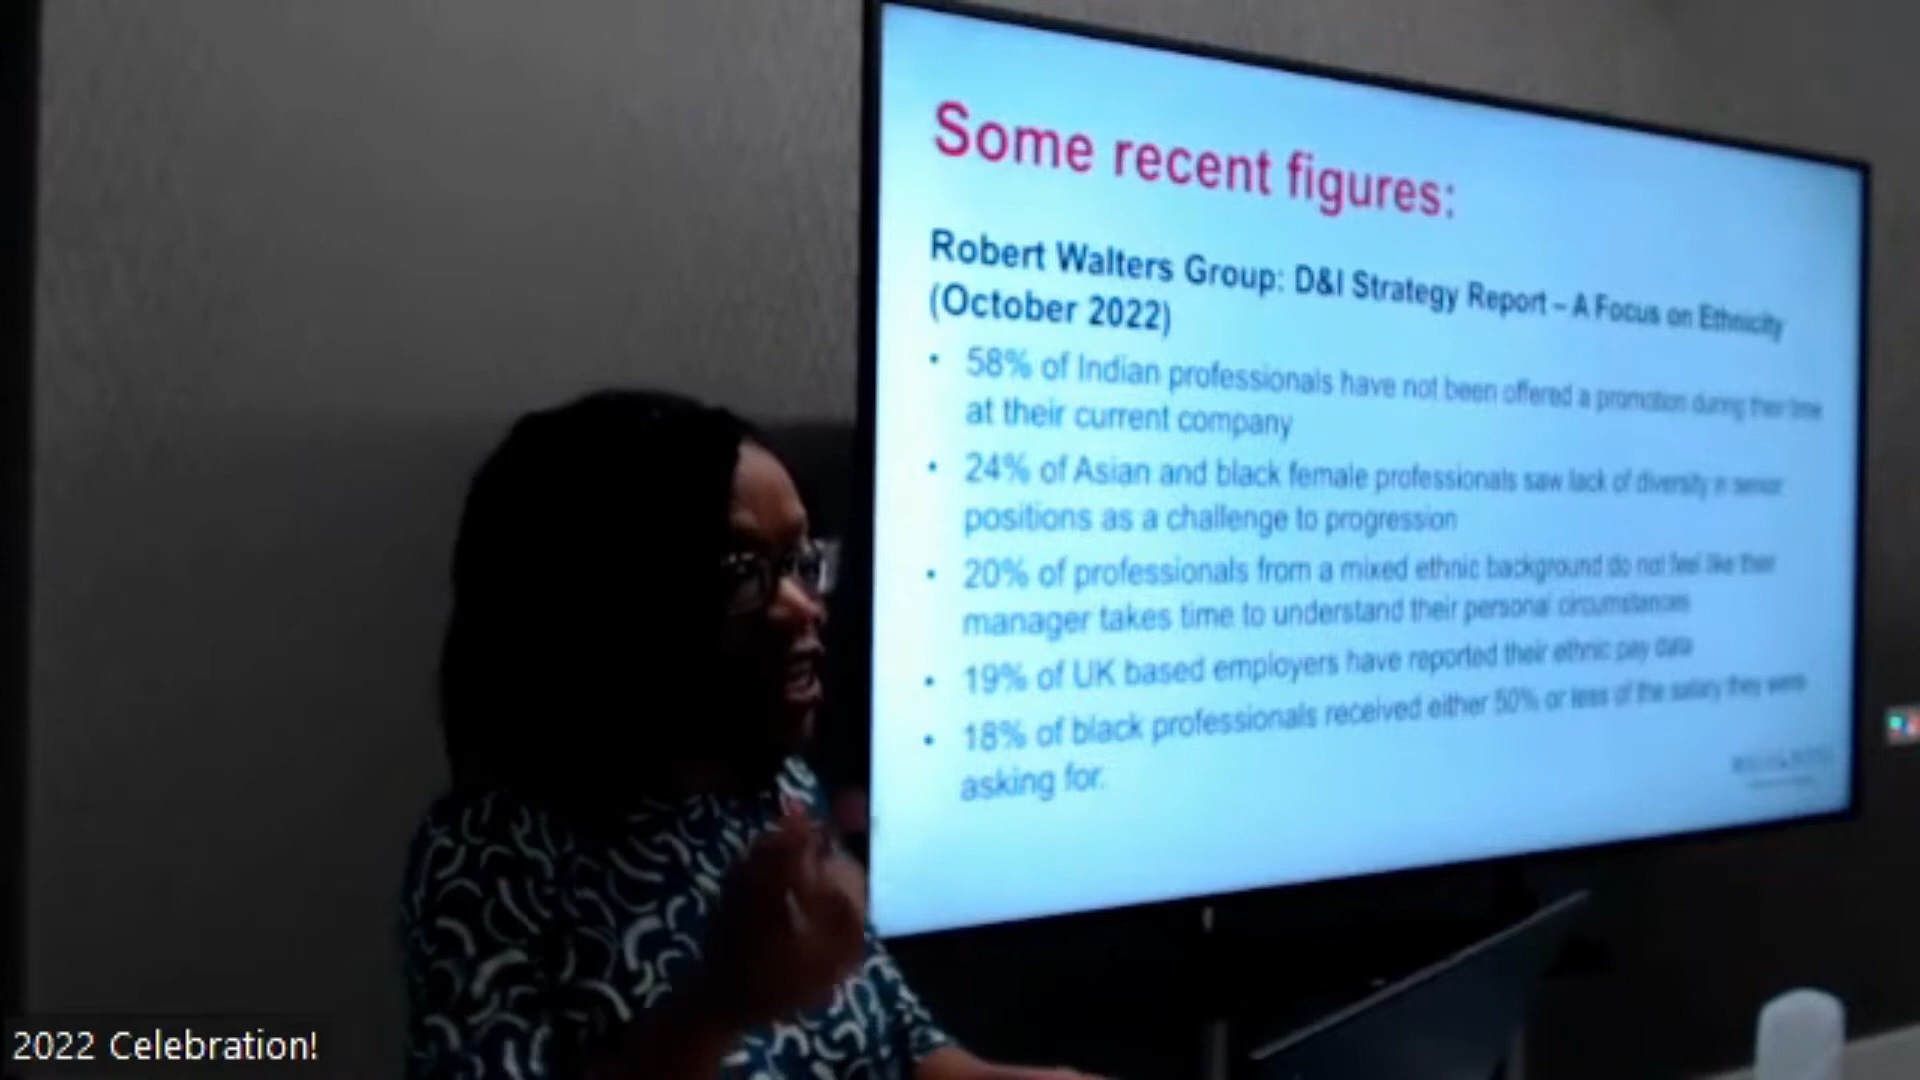 Some recent figures:
Robert Walters Group: D&I Strategy Report – A Focus on Ethnicity
(October 2022)
• 58% of Indian professionals have not been offered a promotion during their time
at their current company
• 24% of Asian and black female professionals saw lack of diversity in senior
positions as a challenge to progression
• 20% of professionals from a mixed ethnic background do not feel like their
manager takes time to understand their personal circumstances
• 19% of UK based employers have reported their ethnic pay data
• 18% of black professionals received either 50% or less of the salary they were
asking for.
2022 Celebration!